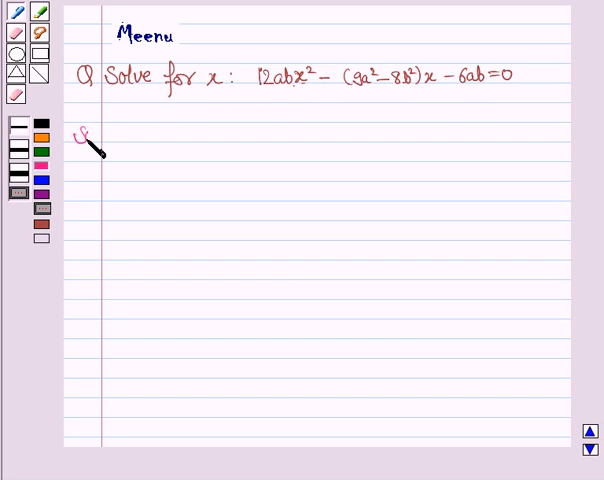 Meenu
Q Solve for x : 12abx² - (9a² - 8b²)x - 6ab = 0
S